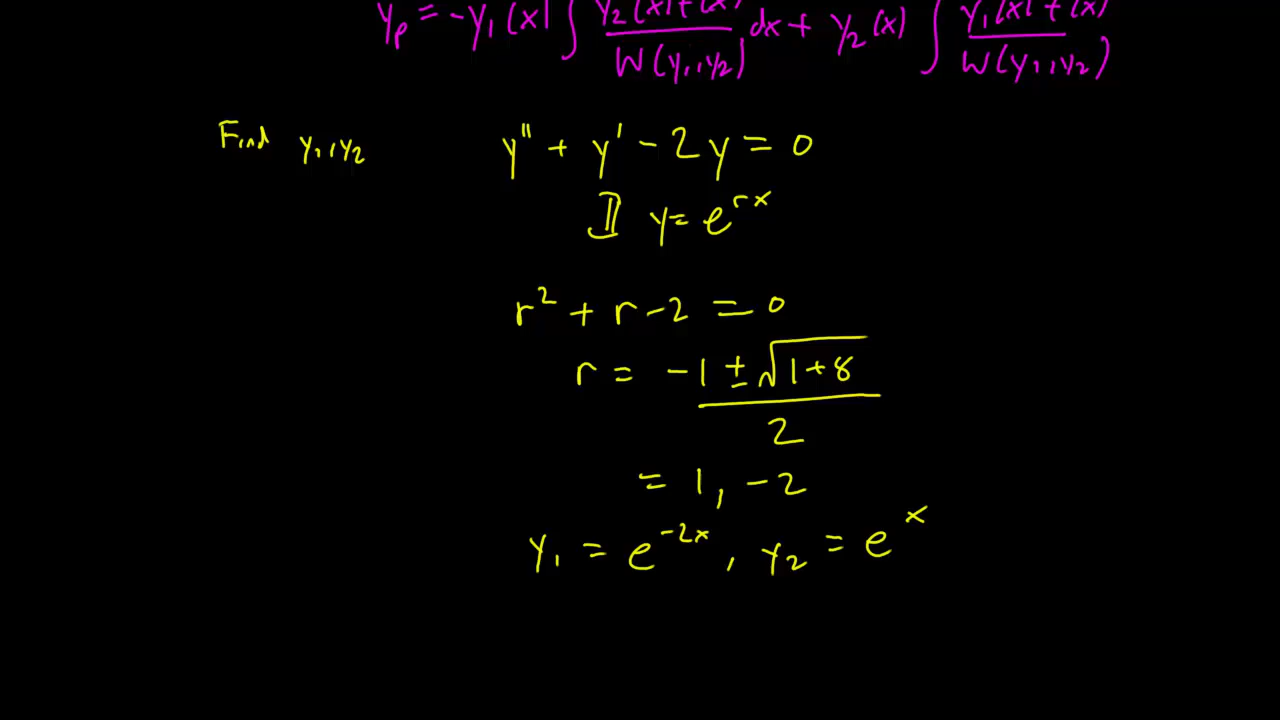 yₚ = -y₁(x) ∫ y₂(x)f(x)/W(y₁,y₂) dx + y₂(x) ∫ y₁(x)f(x)/W(y₁,y₂)
Find y₁,y₂ y'' + y' - 2y = 0
y = e^{rx}
r² + r - 2 = 0
r = -1 ± √(1+8) / 2
= 1, -2
y₁ = e^{-2x}, y₂ = e^x